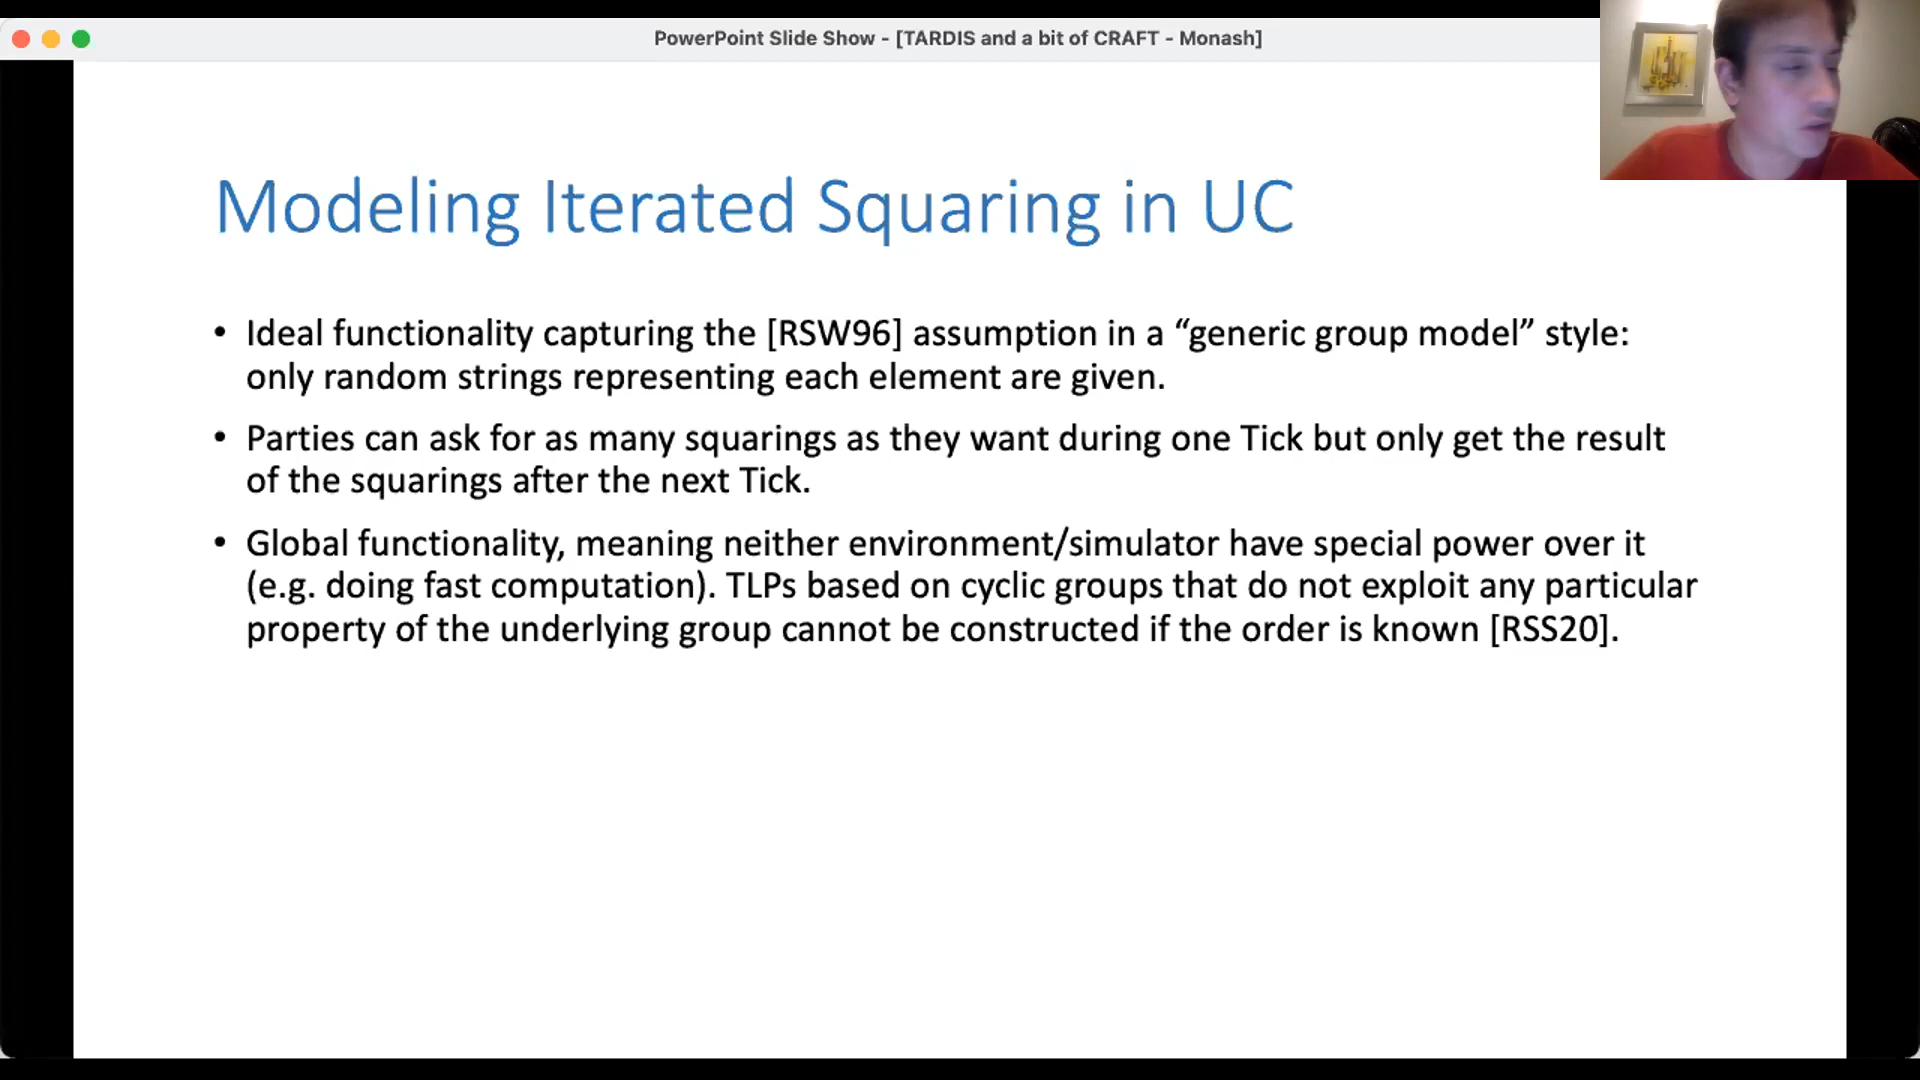 PowerPoint Slide Show - [TARDIS and a bit of CRAFT - Monash]
Modeling Iterated Squaring in UC
• Ideal functionality capturing the [RSW96] assumption in a “generic group model” style:
only random strings representing each element are given.
• Parties can ask for as many squarings as they want during one Tick but only get the result
of the squarings after the next Tick.
• Global functionality, meaning neither environment/simulator have special power over it
(e.g. doing fast computation). TLPs based on cyclic groups that do not exploit any particular
property of the underlying group cannot be constructed if the order is known [RSS20].